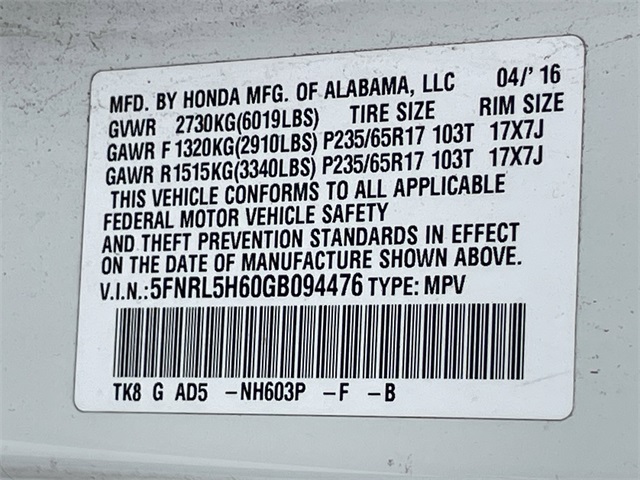 MFD. BY HONDA MFG. OF ALABAMA, LLC 04/'16
GVWR 2730KG(6019LBS) TIRE SIZE RIM SIZE
GAWR F1320KG(2910LBS) P235/65R17 103T 17X7J
GAWR R1515KG(3340LBS) P235/65R17 103T 17X7J
THIS VEHICLE CONFORMS TO ALL APPLICABLE
FEDERAL MOTOR VEHICLE SAFETY
AND THEFT PREVENTION STANDARDS IN EFFECT
ON THE DATE OF MANUFACTURE SHOWN ABOVE.
V.I.N.:5FNRL5H60GB094476 TYPE: MPV
TK8 G AD5 -NH603P -F -B